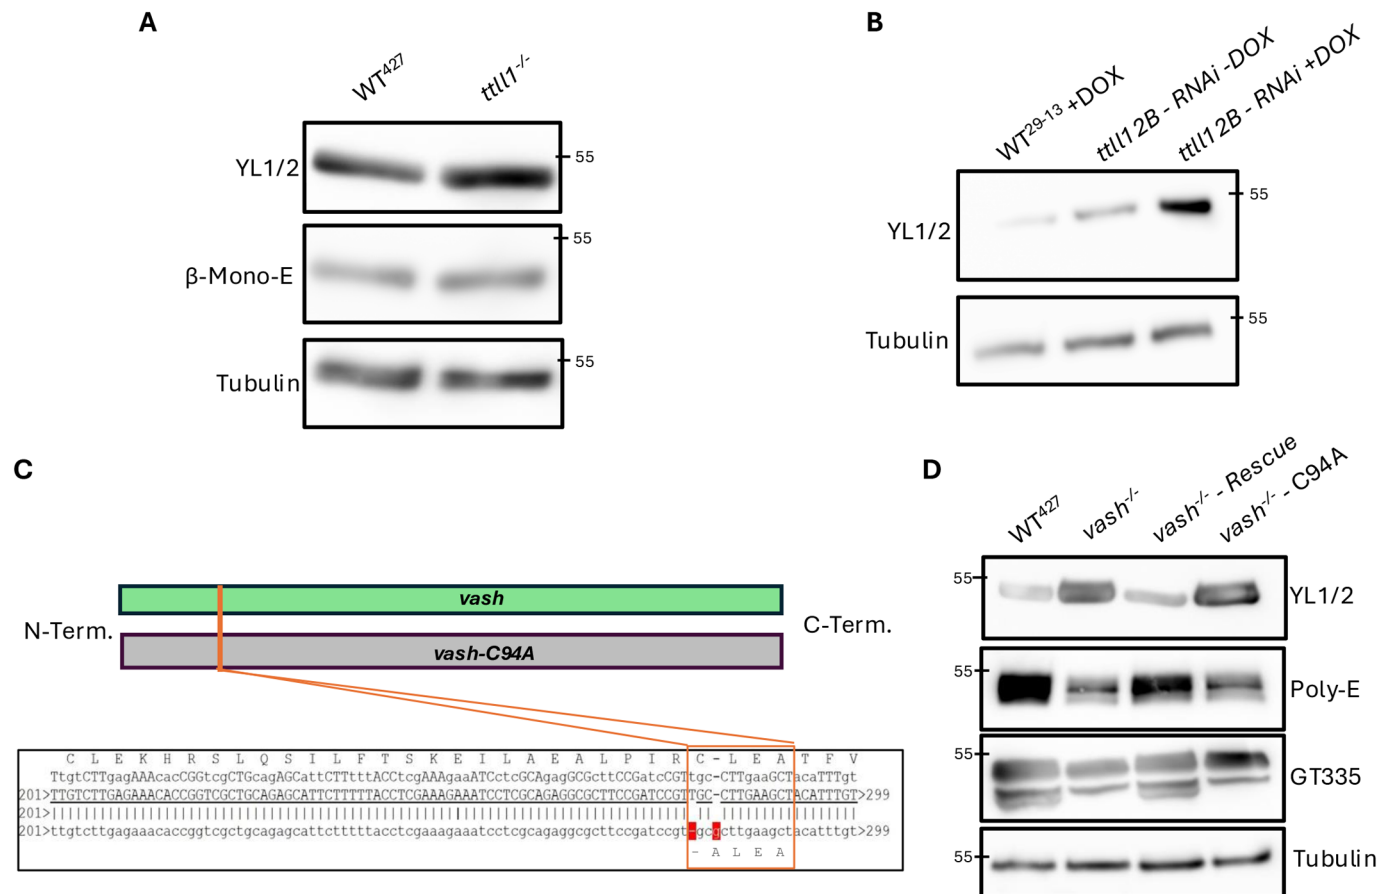 A
WT427
ttll1-/-
YL1/2
55
β-Mono-E
55
Tubulin
55
B
WT29-13 +DOX
ttll12B - RNAi -DOX
ttll12B - RNAi +DOX
YL1/2
55
Tubulin
55
C
N-Term.
vash
vash-C94A
C-Term.
C L E K H R S L Q S I L F T S K E I L A E A L P I R C - L E A T F V
TtgtCTTgagAAAcacCGGtcgCTGcagAGCattCTTttTACCtcgAAAgaaATCctcGCAgagGCGcttCCGatcCGTtgc-CTTgaaGCTacaTTTgt
201>TTGTCTTGAGAAACACCGGTCGCTGCAGAGCATTCTTTTTACCTCGAAAGAAATCCTCGCAGAGGCGCTTCCGATCCGTTGC-CTTGAAGCTACATTTGT>299
201>||||||||||||||||||||||||||||||||||||||||||||||||||||||||||||||||||||||||||||||| || ||||||||||||||||
201>ttgtcttgagaaacaccggtcgctgcagagcattctttttacctcgaaagaaatcctcgcagaggcgcttccgatccgt-gcgcttgaagctacatttgt>299
- A L E A
D
WT427
vash-/-
vash-/- - Rescue
vash-/- - C94A
55
YL1/2
55
Poly-E
55
GT335
55
Tubulin